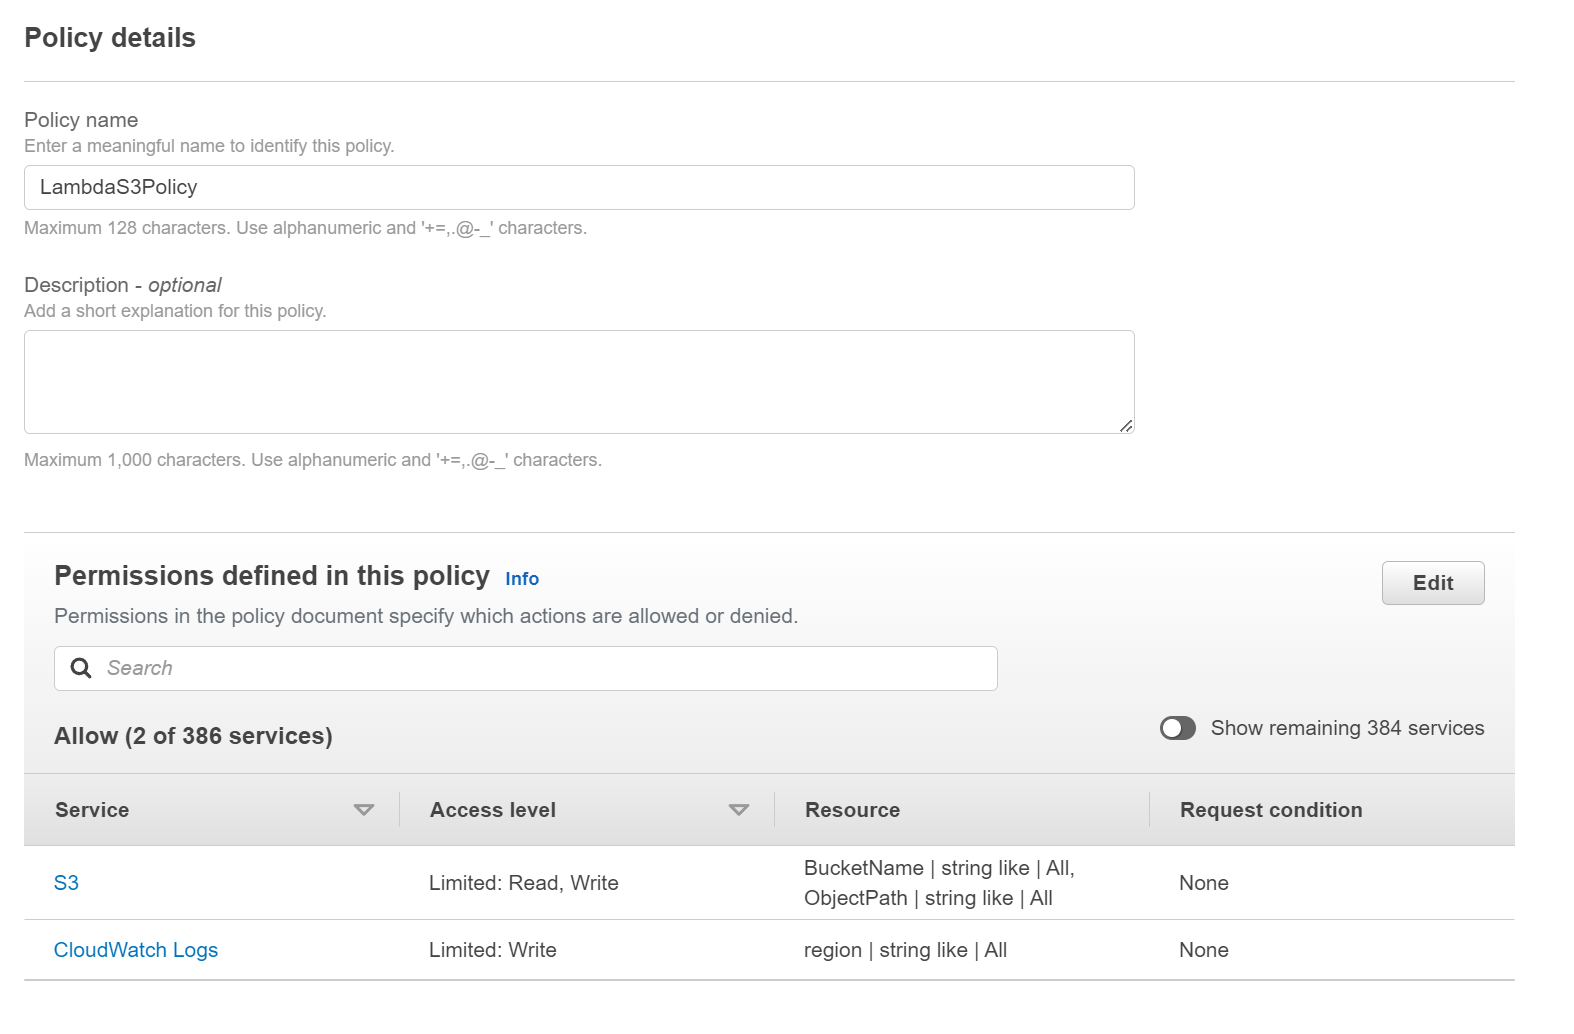 Policy details
Policy name
Enter a meaningful name to identify this policy.
LambdaS3Policy
Maximum 128 characters. Use alphanumeric and '+=,.@-_' characters.
Description - optional
Add a short explanation for this policy.
Maximum 1,000 characters. Use alphanumeric and '+=,.@-_' characters.
Permissions defined in this policy Info
Edit
Permissions in the policy document specify which actions are allowed or denied.
Search
Allow (2 of 386 services)
Show remaining 384 services
Service Access level Resource Request condition
S3 Limited: Read, Write BucketName | string like | All, None
ObjectPath | string like | All
CloudWatch Logs Limited: Write region | string like | All None